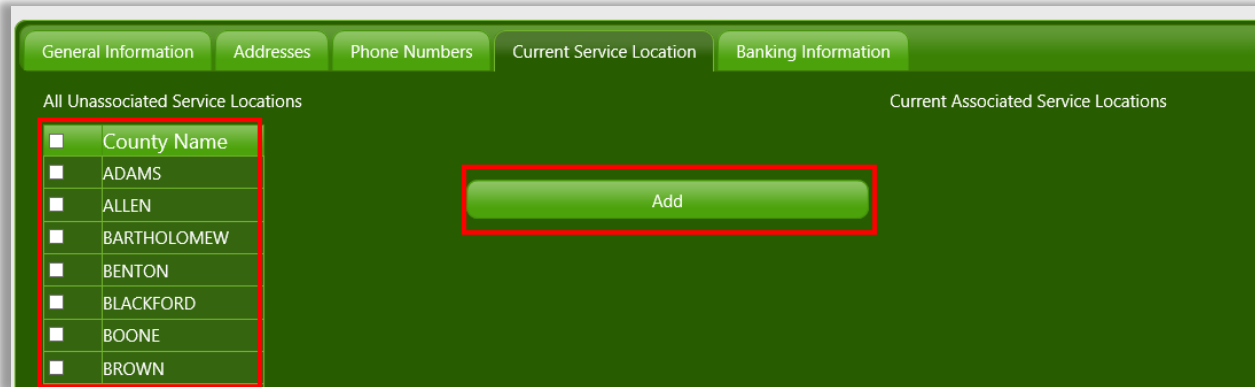 General Information Addresses Phone Numbers Current Service Location Banking Information
All Unassociated Service Locations Current Associated Service Locations
County Name
ADAMS
Add
ALLEN
BARTHOLOMEW
BENTON
BLACKFORD
BOONE
BROWN